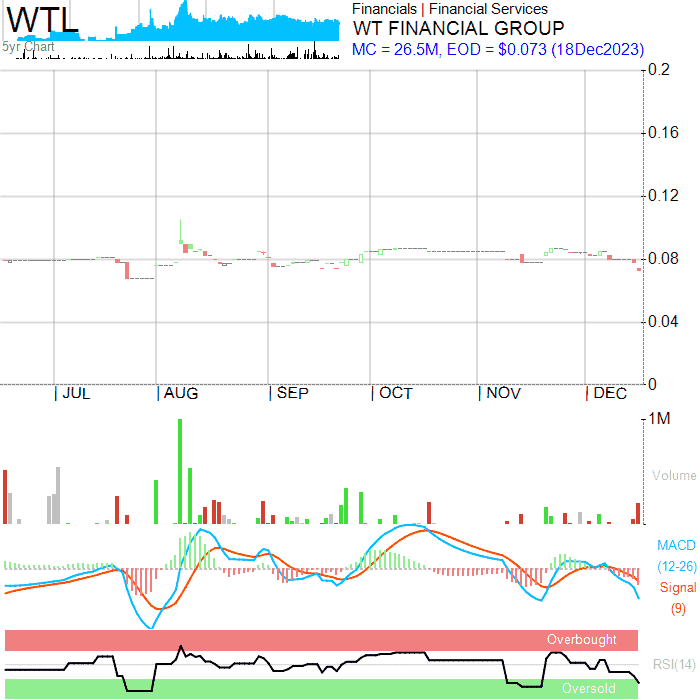 WTL
5yr Chart
Financials | Financial Services
WT FINANCIAL GROUP
MC = 26.5M, EOD = $0.073 (18Dec2023)
0.2
0.16
0.12
0.08
0.04
0
JUL
AUG
SEP
OCT
NOV
DEC
1M
Volume
MACD
(12-26)
Signal
(9)
Overbought
RSI(14)
Oversold